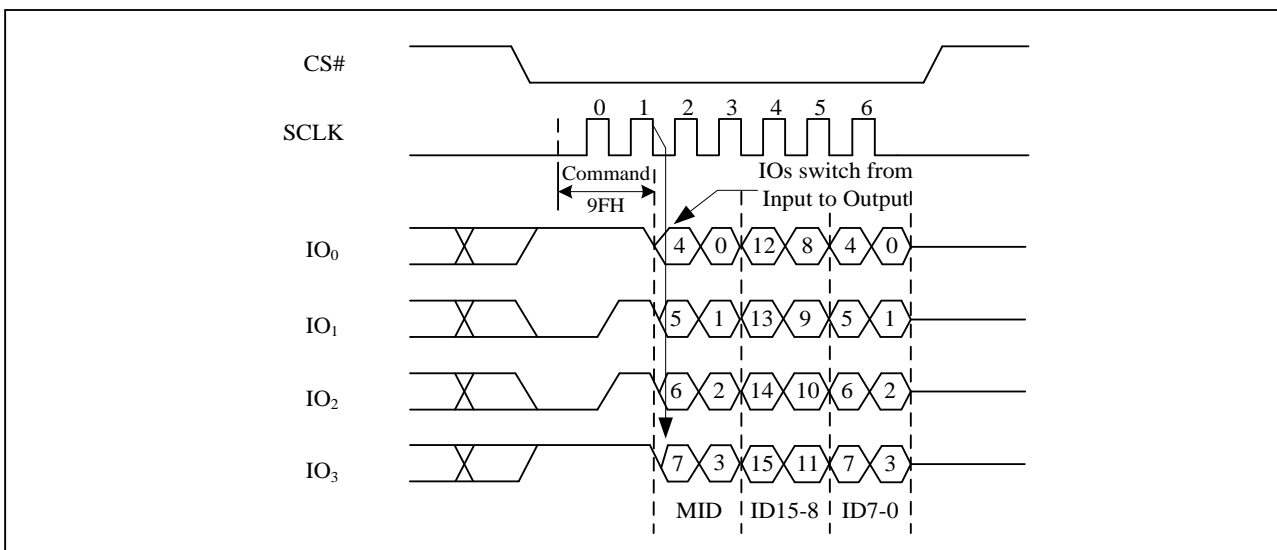 CS#
0 1 2 3 4 5 6
SCLK
Command
9FH
IOs switch from
Input to Output
IO0 4 0 12 8 4 0
IO1 5 1 13 9 5 1
IO2 6 2 14 10 6 2
IO3 7 3 15 11 7 3
MID ID15-8 ID7-0